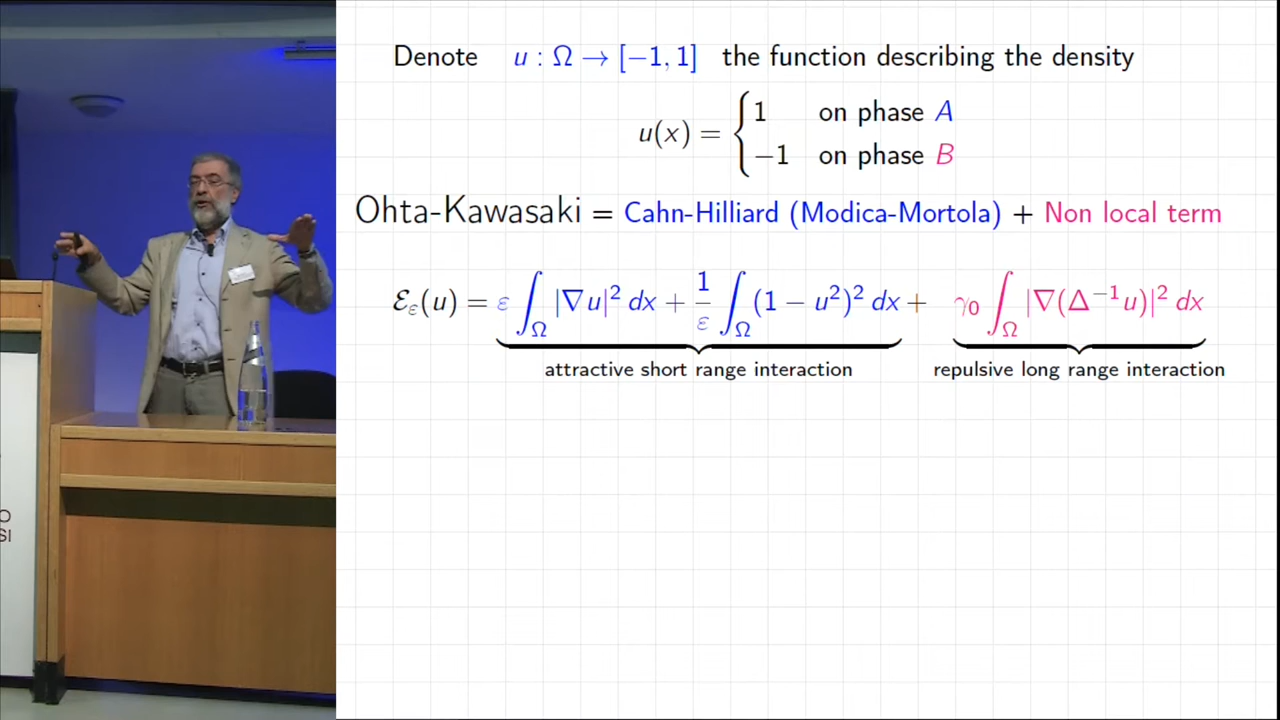 Denote u : Ω → [−1, 1] the function describing the density
u(x) = { 1 on phase A
−1 on phase B
Ohta-Kawasaki = Cahn-Hilliard (Modica-Mortola) + Non local term
ℰ_ε(u) = ε ∫_Ω |∇u|² dx + 1/ε ∫_Ω (1 − u²)² dx + γ₀ ∫_Ω |∇(Δ⁻¹u)|² dx
attractive short range interaction repulsive long range interaction
O
SI